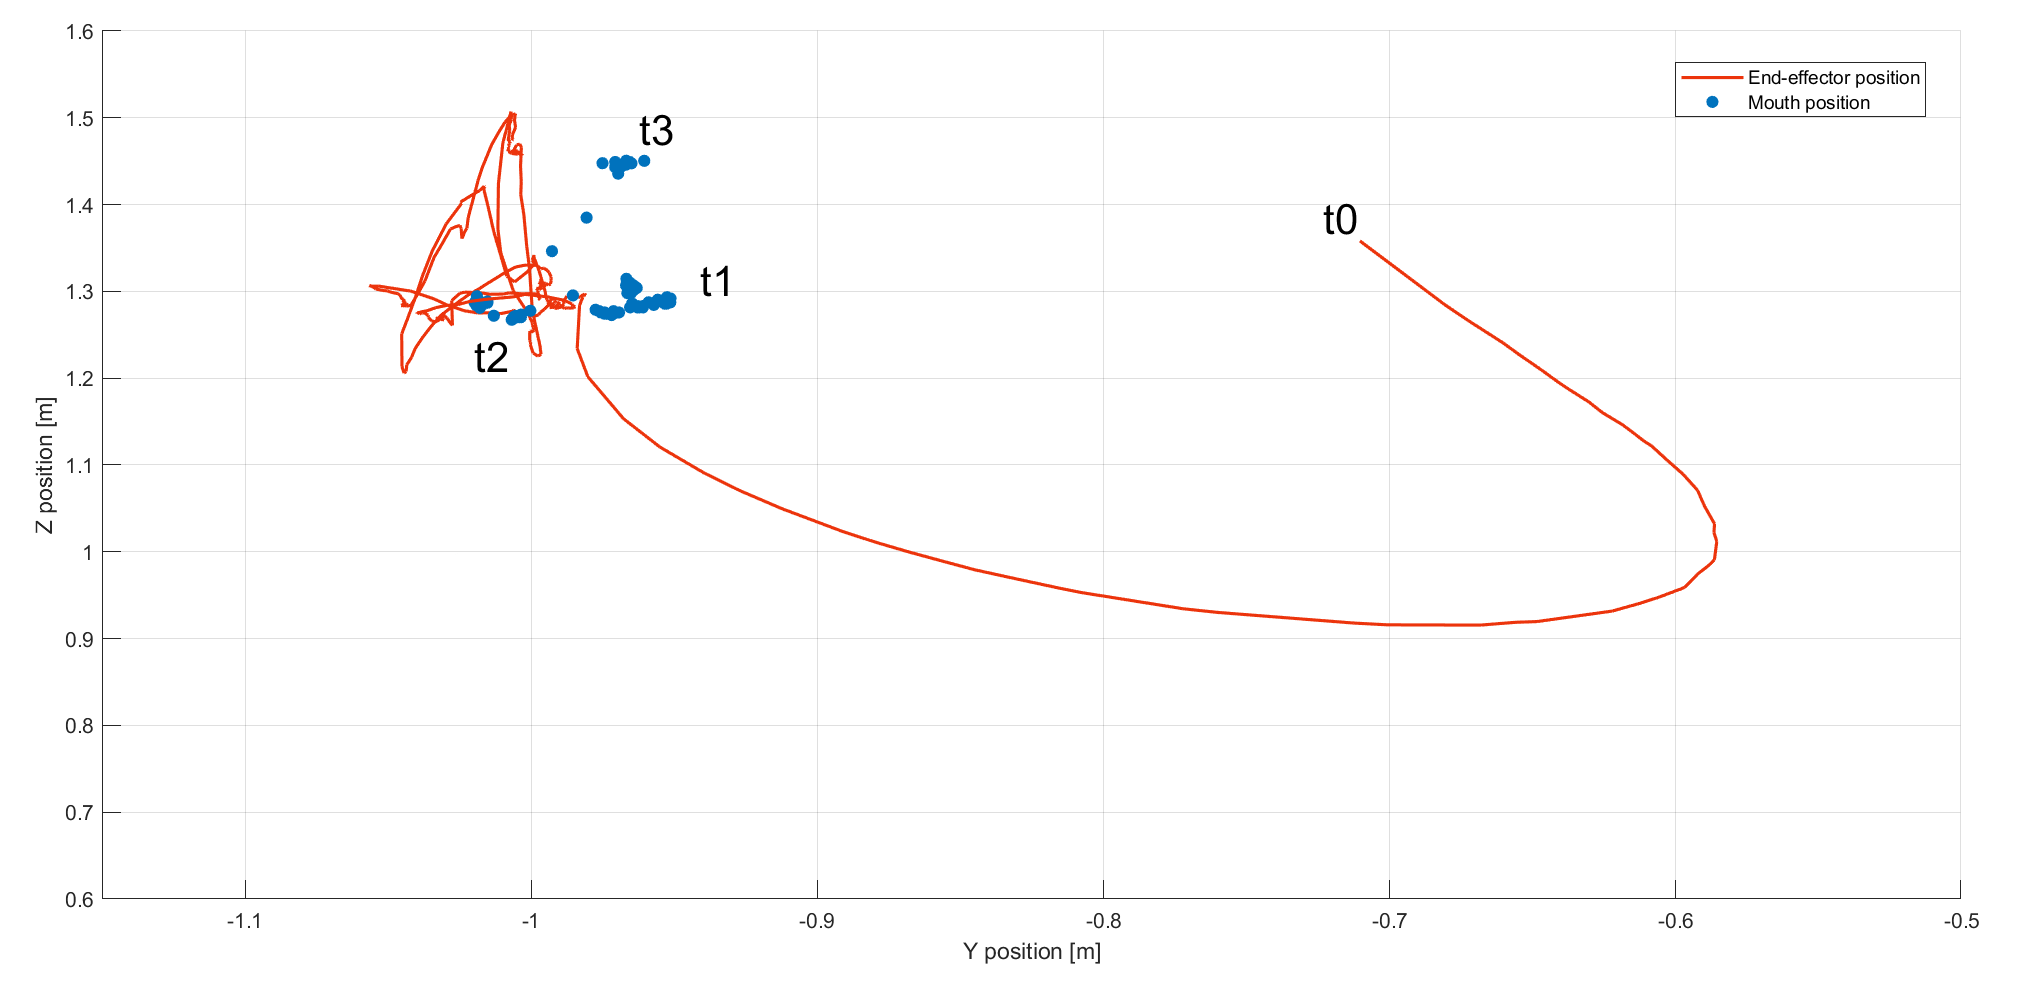 1.6
1.5
1.4
1.3
1.2
1.1
1
0.9
0.8
0.7
0.6
Z position [m]
-1.1
-1
-0.9
-0.8
-0.7
-0.6
-0.5
Y position [m]
End-effector position
Mouth position
t3
t0
t1
t2